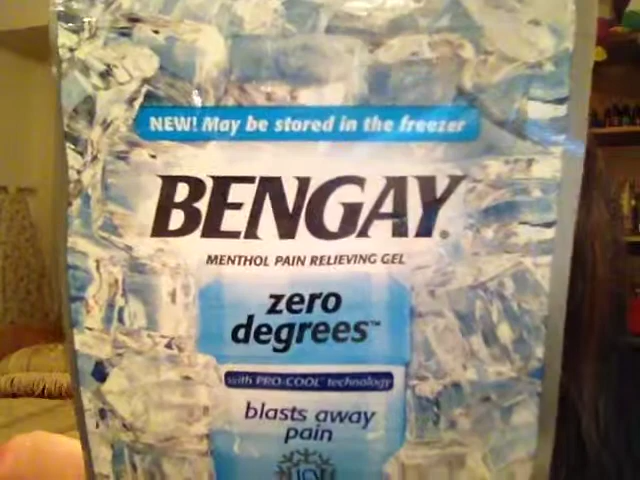 NEW! May be stored in the freezer
BENGAY®
MENTHOL PAIN RELIEVING GEL
zero
degrees™
with PRO-COOL™ technology
blasts away
pain